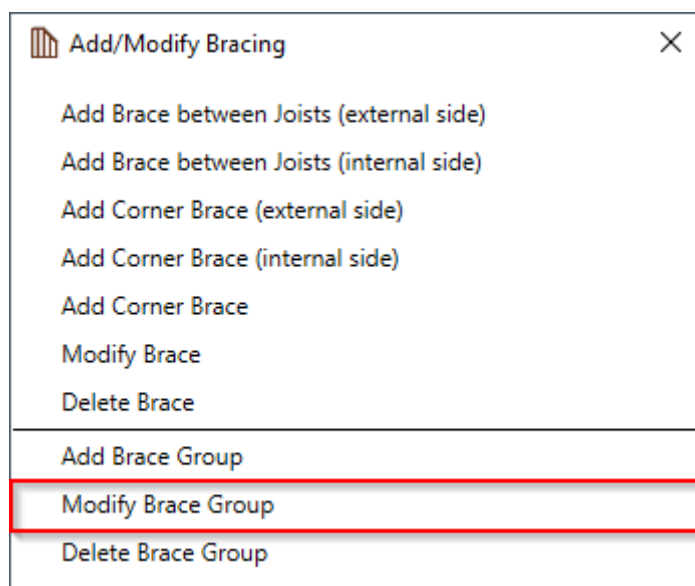 Add/Modify Bracing
Add Brace between Joists (external side)
Add Brace between Joists (internal side)
Add Corner Brace (external side)
Add Corner Brace (internal side)
Add Corner Brace
Modify Brace
Delete Brace
Add Brace Group
Modify Brace Group
Delete Brace Group